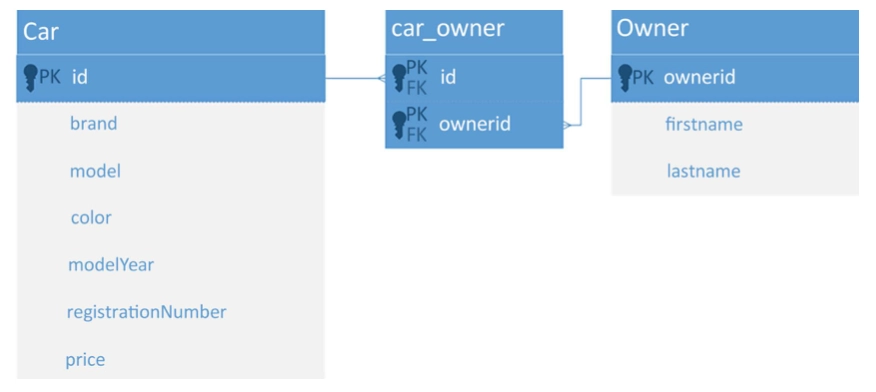 Car
PK id
brand
model
color
modelYear
registrationNumber
price
car_owner
PK
FK id
PK
FK ownerid
Owner
PK ownerid
firstname
lastname